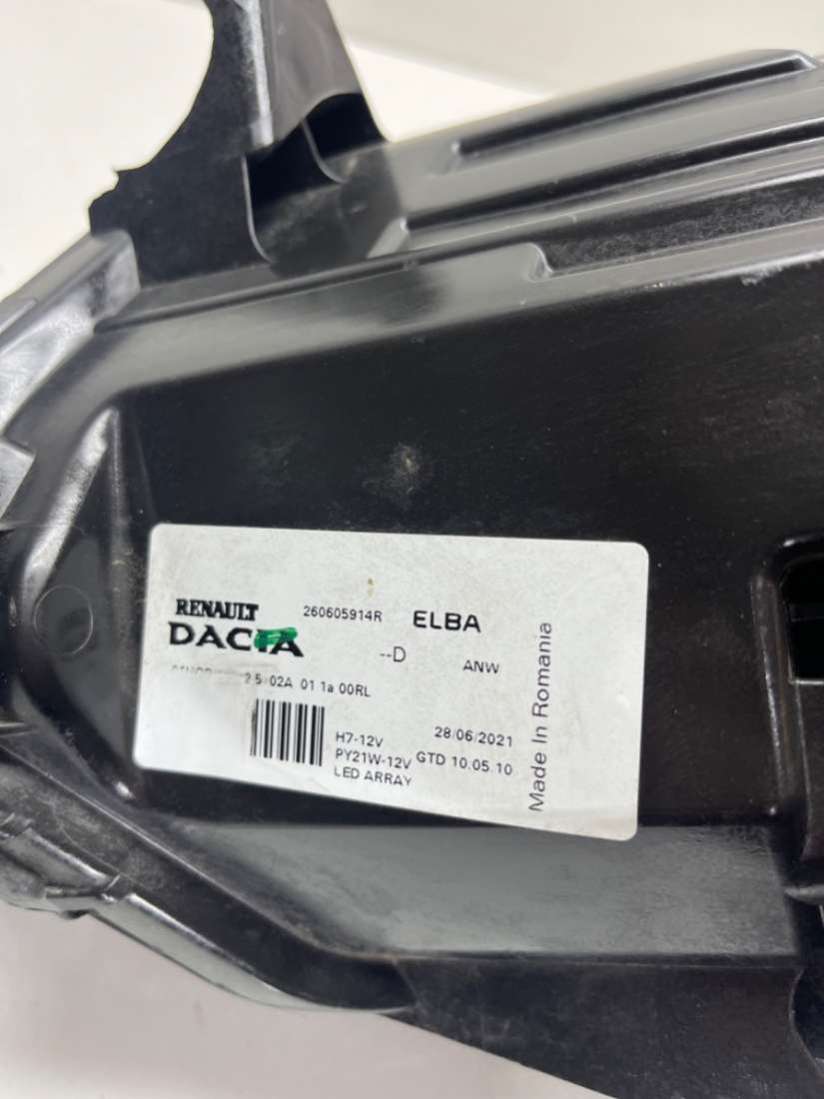 RENAULT 260605914R ELBA
DACIA --D ANW
2 5 02A 01 1a 00RL
H7-12V 28/06/2021
PY21W-12V GTD 10.05.10
LED ARRAY
Made In Romania